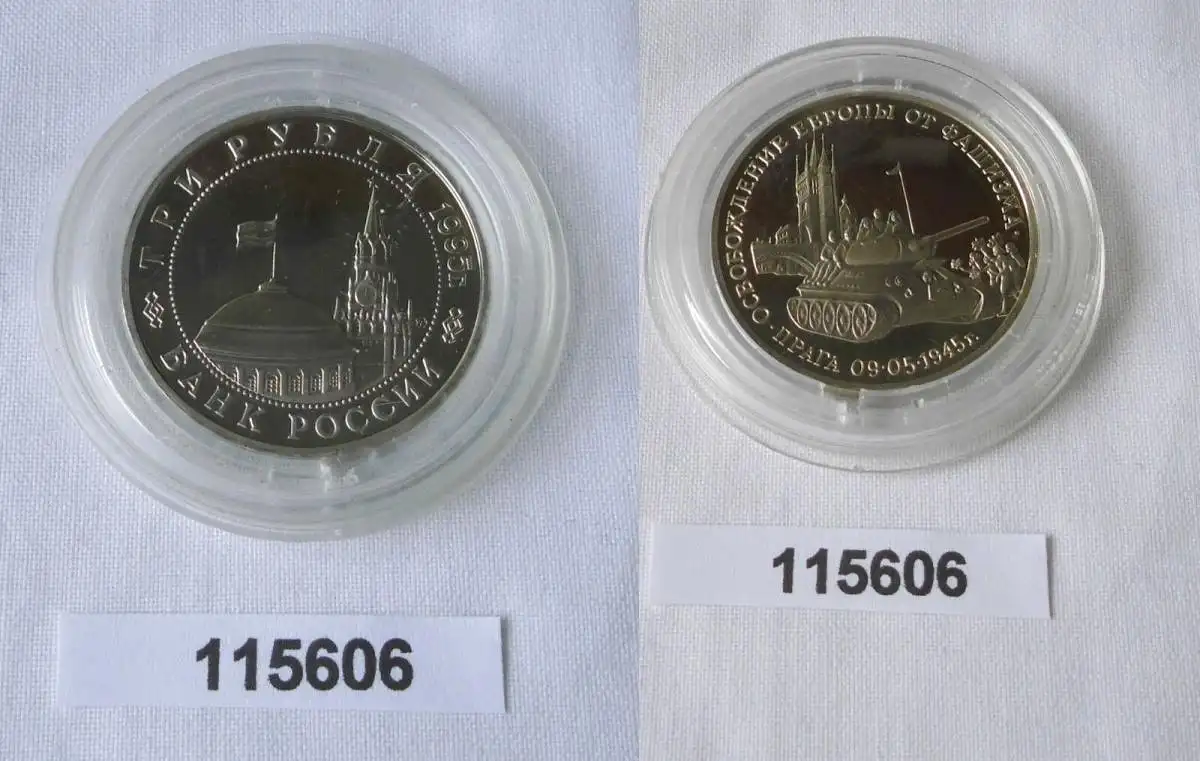 ТРИ РУБЛЯ 1995г.
БАНК РОССИИ
115606
ОСВОБОЖДЕНИЕ ЕВРОПЫ ОТ ФАШИЗМА
· ПРАГА 09·05·1945г. ·
115606